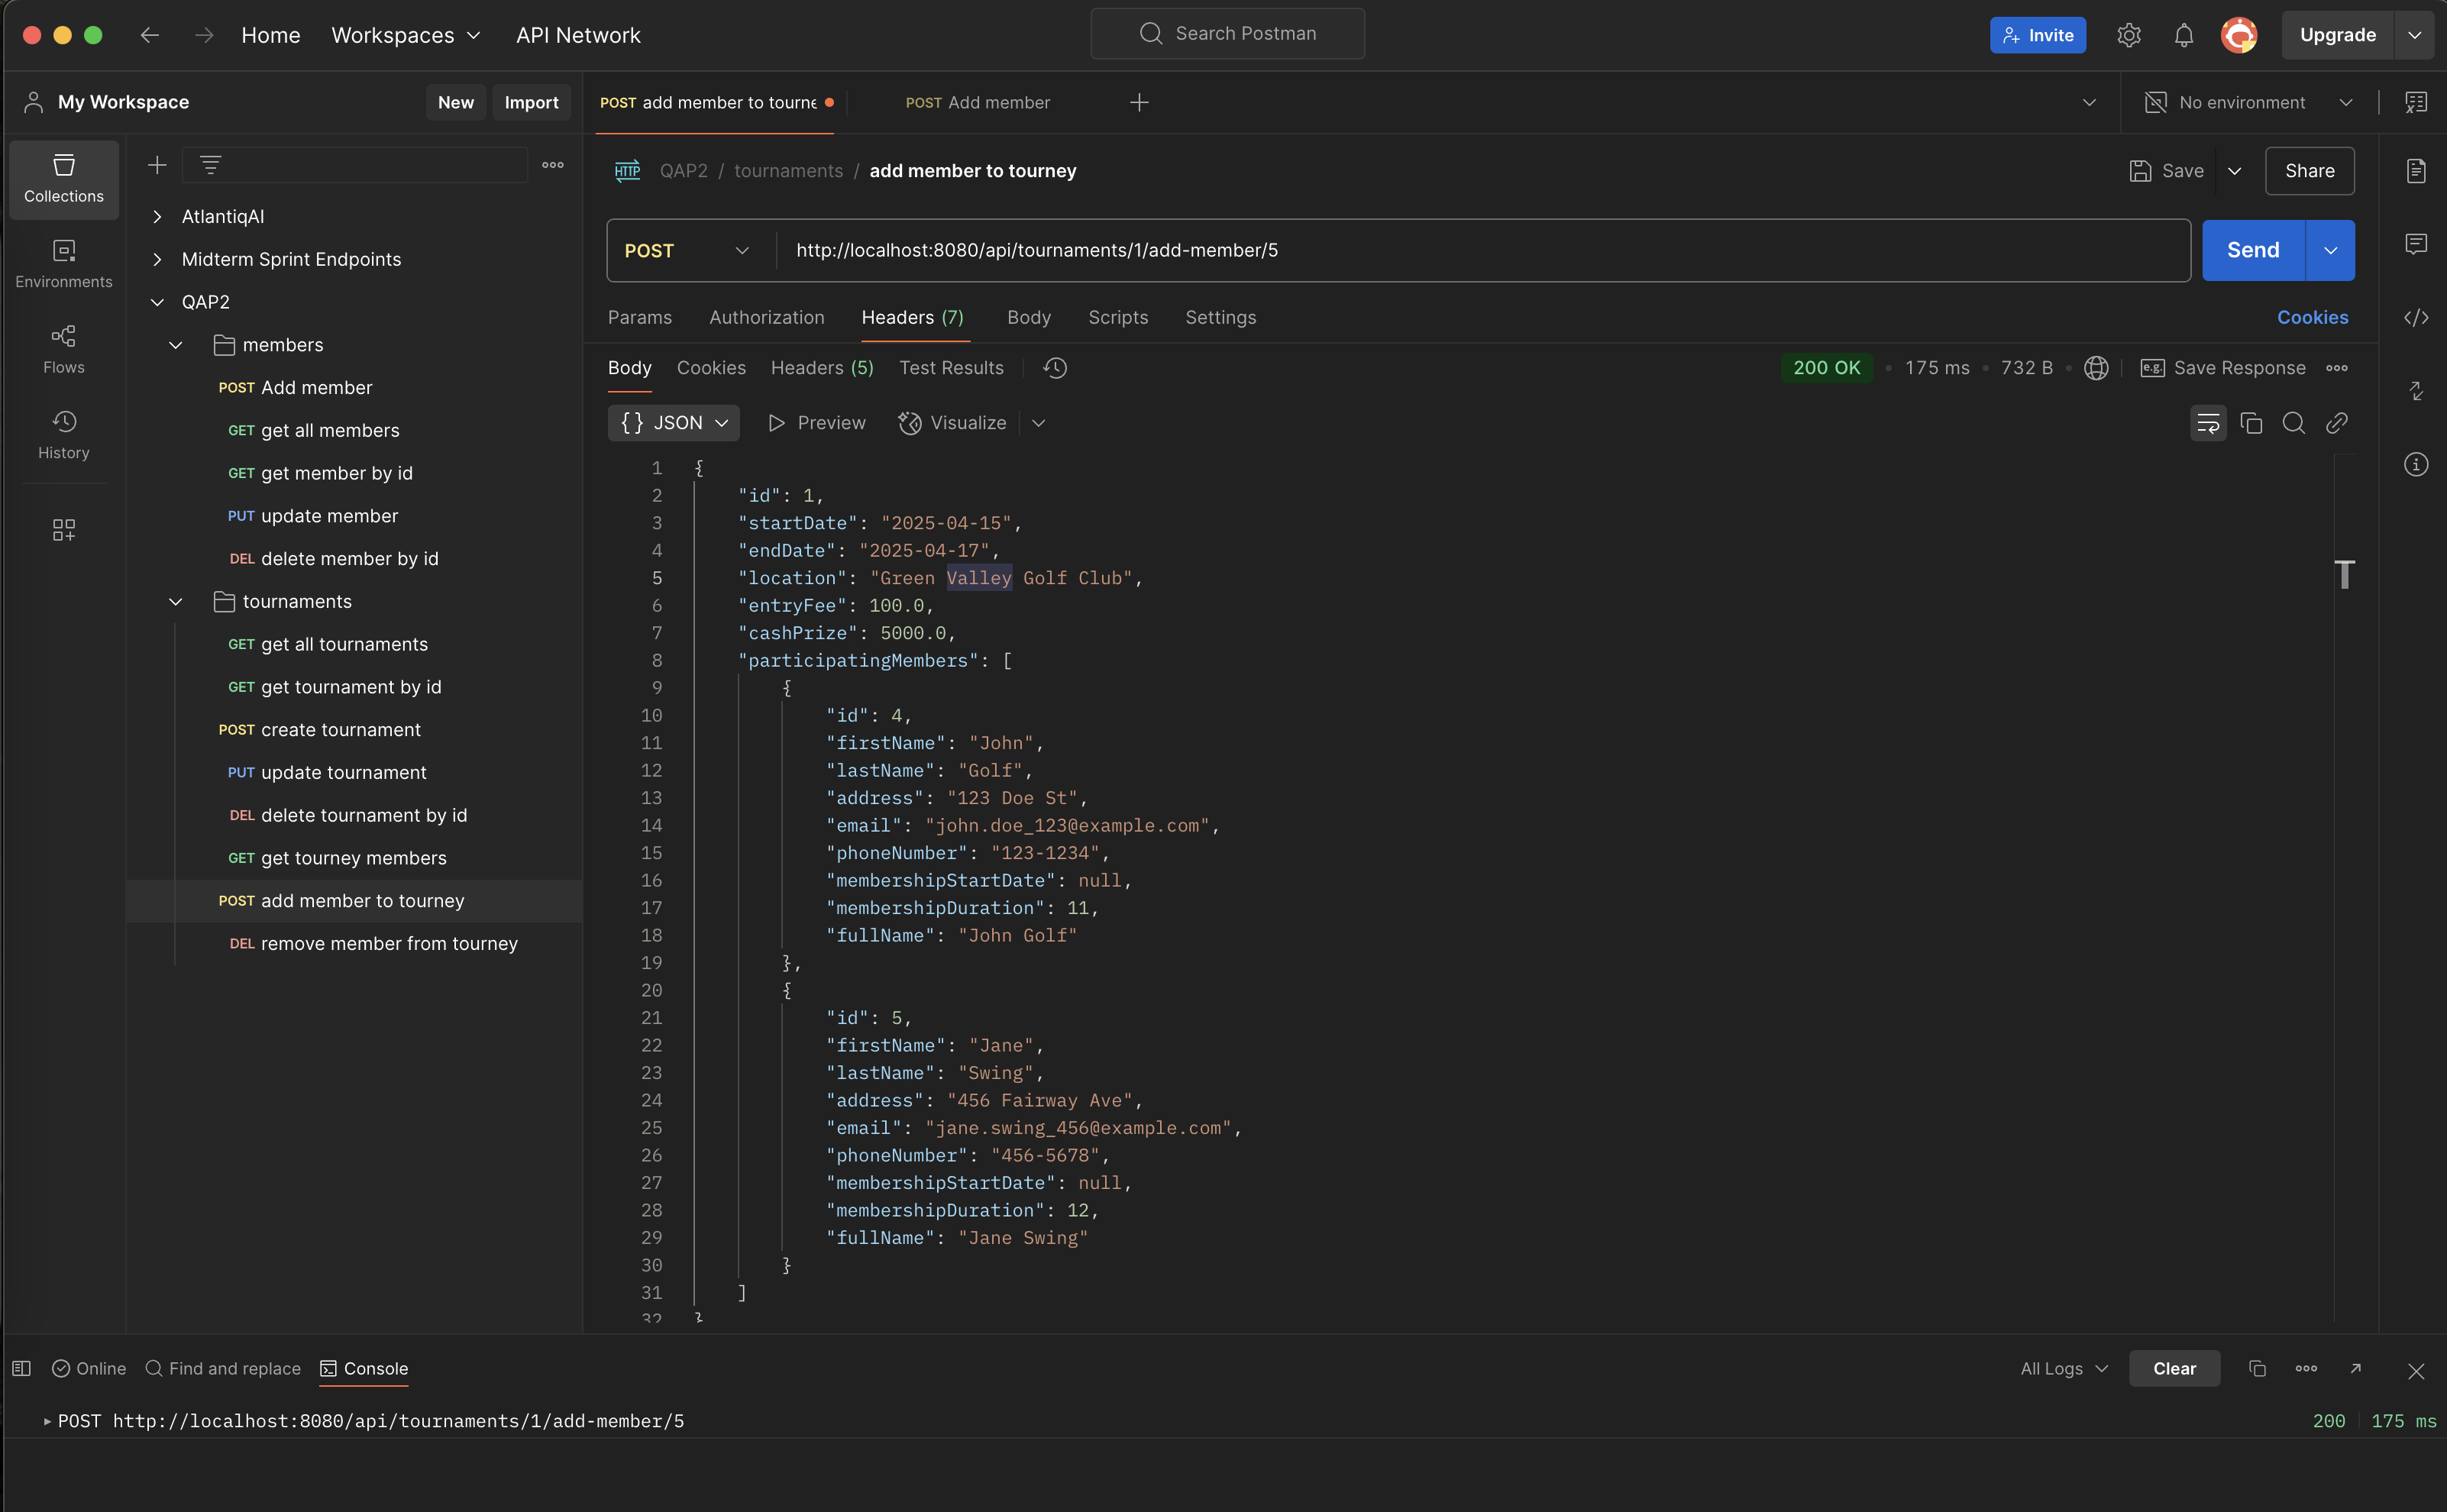 Home Workspaces API Network Search Postman Invite Upgrade
My Workspace New Import POST add member to tourne POST Add member No environment
Collections
Environments
Flows
History
AtlantiqAI
Midterm Sprint Endpoints
QAP2
members
POST Add member
GET get all members
GET get member by id
PUT update member
DEL delete member by id
tournaments
GET get all tournaments
GET get tournament by id
POST create tournament
PUT update tournament
DEL delete tournament by id
GET get tourney members
POST add member to tourney
DEL remove member from tourney
HTTP QAP2 / tournaments / add member to tourney Save Share
POST http://localhost:8080/api/tournaments/1/add-member/5 Send
Params Authorization Headers (7) Body Scripts Settings Cookies
Body Cookies Headers (5) Test Results 200 OK • 175 ms • 732 B • e.g. Save Response
{} JSON Preview Visualize
1 {
2 "id": 1,
3 "startDate": "2025-04-15",
4 "endDate": "2025-04-17",
5 "location": "Green Valley Golf Club",
6 "entryFee": 100.0,
7 "cashPrize": 5000.0,
8 "participatingMembers": [
9 {
10 "id": 4,
11 "firstName": "John",
12 "lastName": "Golf",
13 "address": "123 Doe St",
14 "email": "john.doe_123@example.com",
15 "phoneNumber": "123-1234",
16 "membershipStartDate": null,
17 "membershipDuration": 11,
18 "fullName": "John Golf"
19 },
20 {
21 "id": 5,
22 "firstName": "Jane",
23 "lastName": "Swing",
24 "address": "456 Fairway Ave",
25 "email": "jane.swing_456@example.com",
26 "phoneNumber": "456-5678",
27 "membershipStartDate": null,
28 "membershipDuration": 12,
29 "fullName": "Jane Swing"
30 }
31 ]
32 }
Online Find and replace Console All Logs Clear
POST http://localhost:8080/api/tournaments/1/add-member/5 200 175 ms